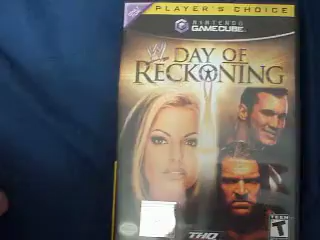 PLAYER'S CHOICE
NINTENDO
GAMECUBE
W
DAY OF
RECKONING
THQ
TEEN
T